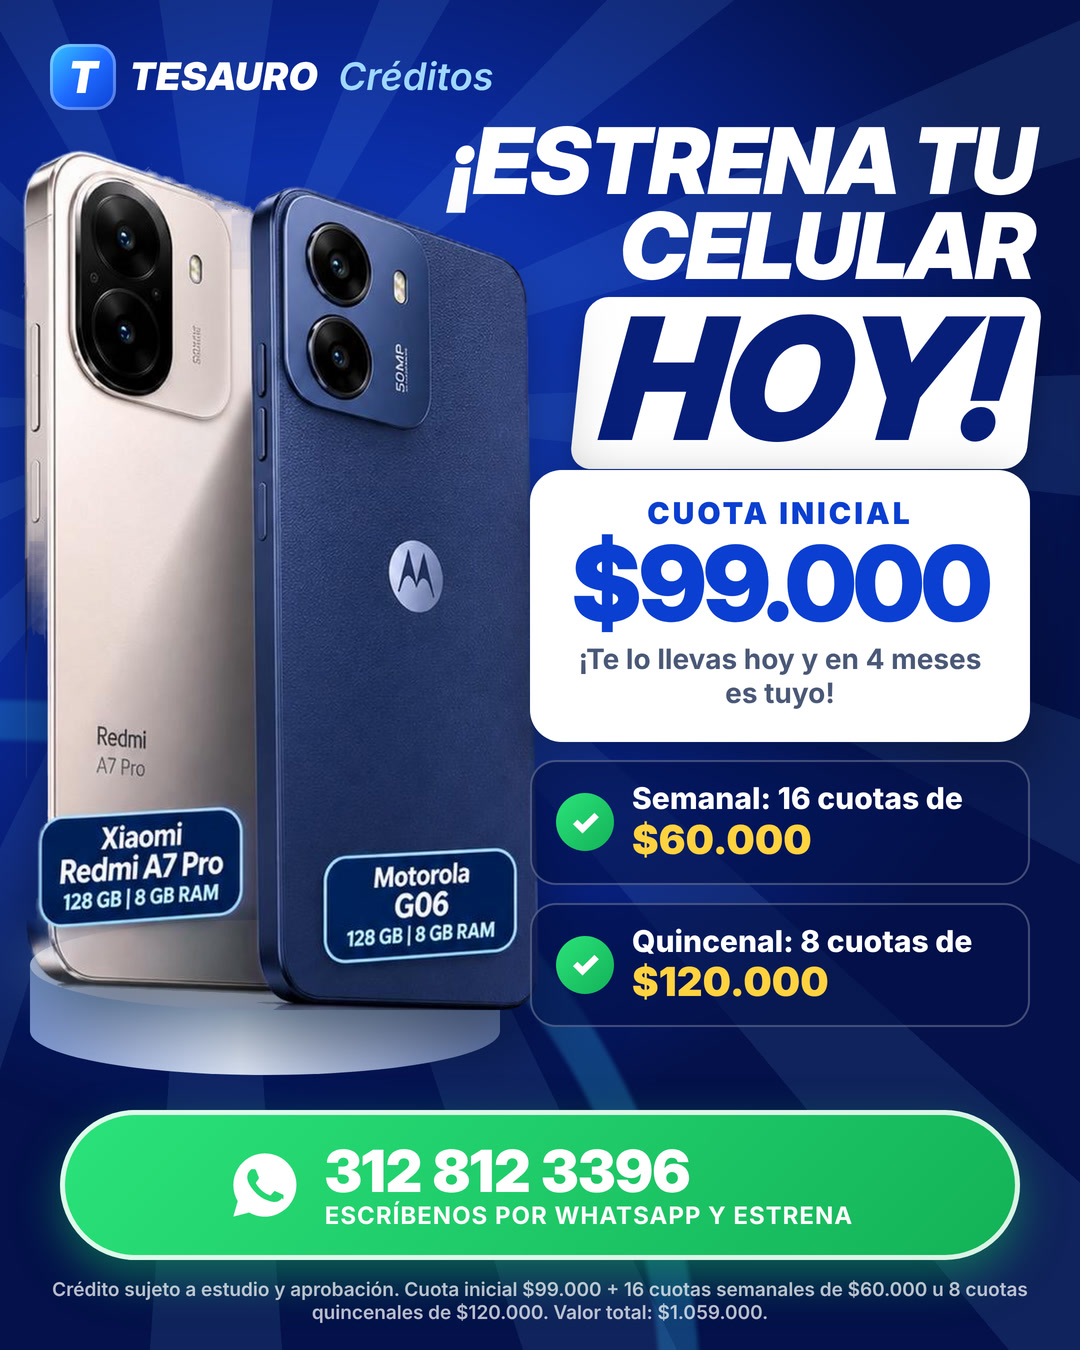 T TESAURO Créditos
¡ESTRENA TU
CELULAR
HOY!
CUOTA INICIAL
$99.000
¡Te lo llevas hoy y en 4 meses
es tuyo!
Semanal: 16 cuotas de
$60.000
Quincenal: 8 cuotas de
$120.000
50MP
Redmi
A7 Pro
Xiaomi
Redmi A7 Pro
128 GB | 8 GB RAM
Motorola
G06
128 GB | 8 GB RAM
312 812 3396
ESCRÍBENOS POR WHATSAPP Y ESTRENA
Crédito sujeto a estudio y aprobación. Cuota inicial $99.000 + 16 cuotas semanales de $60.000 u 8 cuotas
quincenales de $120.000. Valor total: $1.059.000.